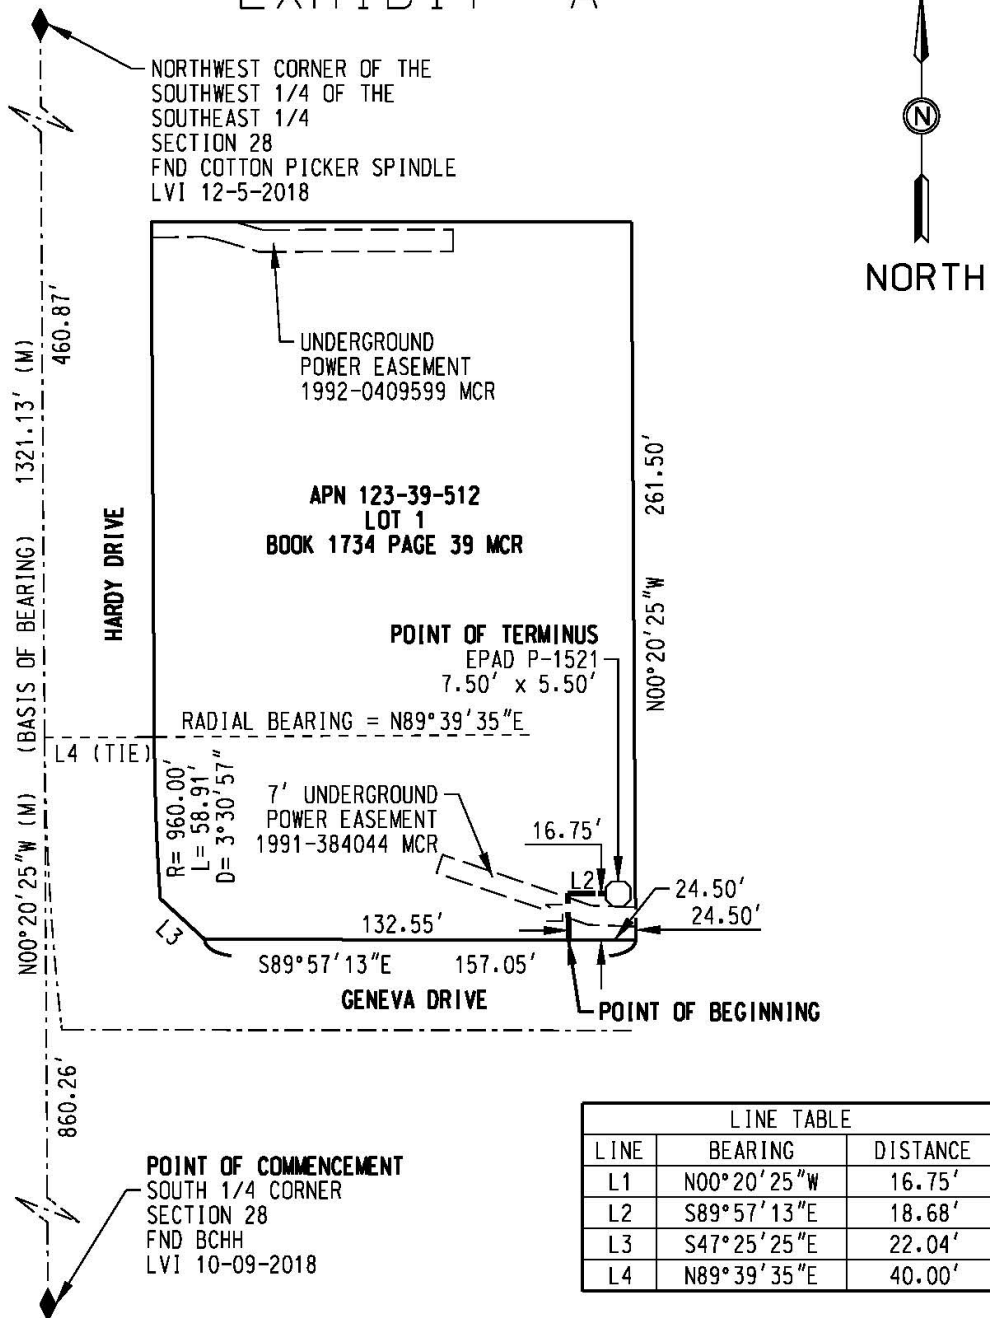 EXHIBIT "A"
NORTHWEST CORNER OF THE
SOUTHWEST 1/4 OF THE
SOUTHEAST 1/4
SECTION 28
FND COTTON PICKER SPINDLE
LVI 12-5-2018
N
NORTH
460.87'
1321.13' (M)
(BASIS OF BEARING)
N00°20'25"W (M)
860.26'
UNDERGROUND
POWER EASEMENT
1992-0409599 MCR
APN 123-39-512
LOT 1
BOOK 1734 PAGE 39 MCR
HARDY DRIVE
261.50'
N00°20'25"W
POINT OF TERMINUS
EPAD P-1521
7.50' x 5.50'
RADIAL BEARING = N89°39'35"E
L4 (TIE)
R= 960.00'
L= 58.91'
D= 3°30'57"
7' UNDERGROUND
POWER EASEMENT
1991-384044 MCR
16.75'
L2
24.50'
24.50'
L3
132.55'
S89°57'13"E 157.05'
GENEVA DRIVE
POINT OF BEGINNING
POINT OF COMMENCEMENT
SOUTH 1/4 CORNER
SECTION 28
FND BCHH
LVI 10-09-2018
LINE TABLE
LINE BEARING DISTANCE
L1 N00°20'25"W 16.75'
L2 S89°57'13"E 18.68'
L3 S47°25'25"E 22.04'
L4 N89°39'35"E 40.00'